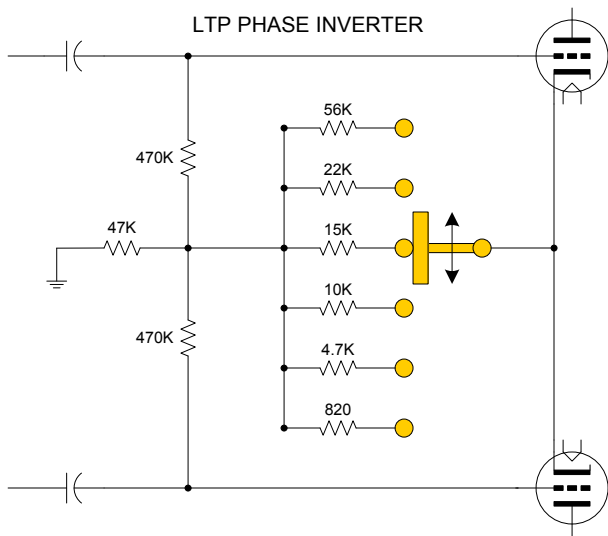 LTP PHASE INVERTER
56K
470K
22K
47K
15K
10K
470K
4.7K
820